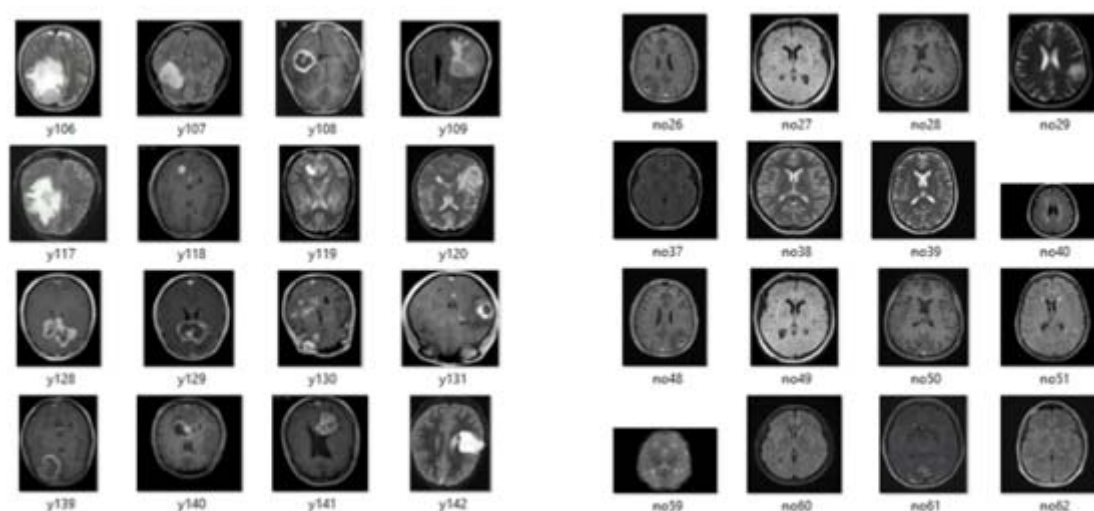 y106 y107 y108 y109
no26 no27 no28 no29
y117 y118 y119 y120
no37 no38 no39 no40
y128 y129 y130 y131
no48 no49 no50 no51
y139 y140 y141 y142
no59 no60 no61 no62